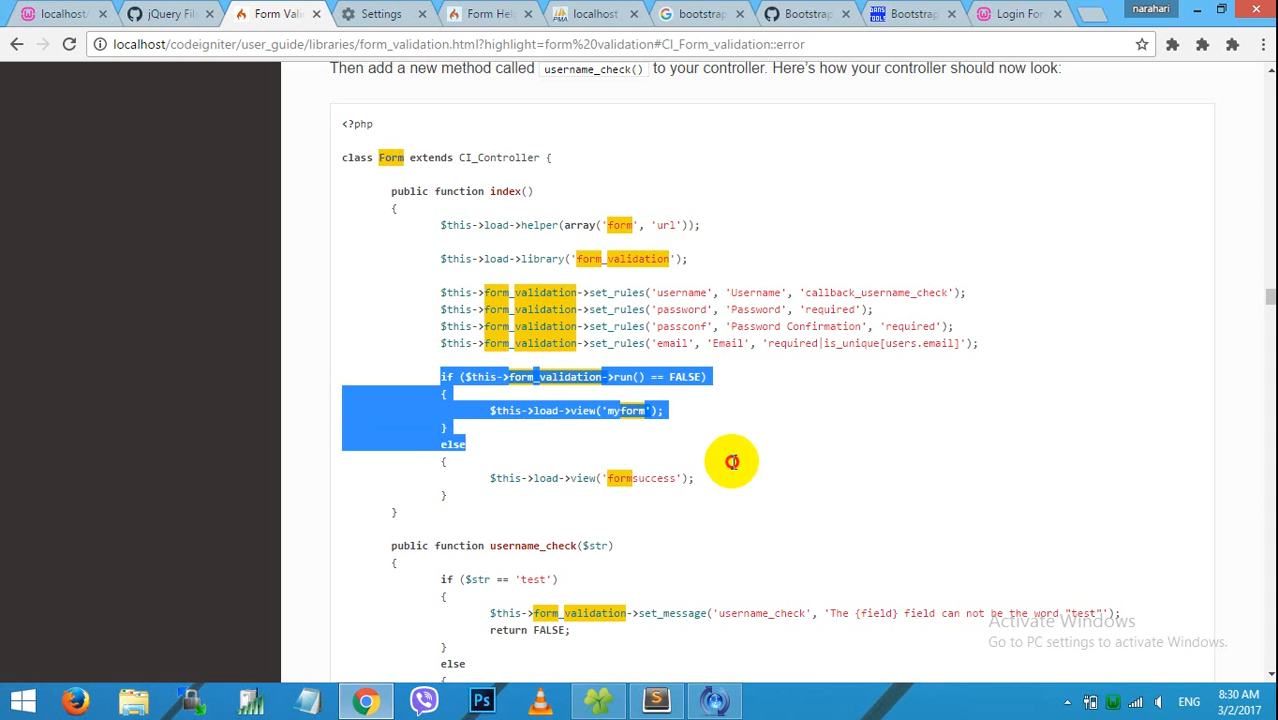 localhost/
jQuery Fil
Form Vali
Settings
Form Hel
localhost
bootstrap
Bootstrap
Bootstrap
Login For
narahari
localhost/codeigniter/user_guide/libraries/form_validation.html?highlight=form%20validation#CI_Form_validation::error
Then add a new method called username_check() to your controller. Here's how your controller should now look:
<?php
class Form extends CI_Controller {
public function index()
{
$this->load->helper(array('form', 'url'));
$this->load->library('form_validation');
$this->form_validation->set_rules('username', 'Username', 'callback_username_check');
$this->form_validation->set_rules('password', 'Password', 'required');
$this->form_validation->set_rules('passconf', 'Password Confirmation', 'required');
$this->form_validation->set_rules('email', 'Email', 'required|is_unique[users.email]');
if ($this->form_validation->run() == FALSE)
{
$this->load->view('myform');
}
else
{
$this->load->view('formsuccess');
}
}
public function username_check($str)
{
if ($str == 'test')
{
$this->form_validation->set_message('username_check', 'The {field} field can not be the word "test"');
return FALSE;
}
else
{
Activate Windows
Go to PC settings to activate Windows.
ENG
8:30 AM
3/2/2017